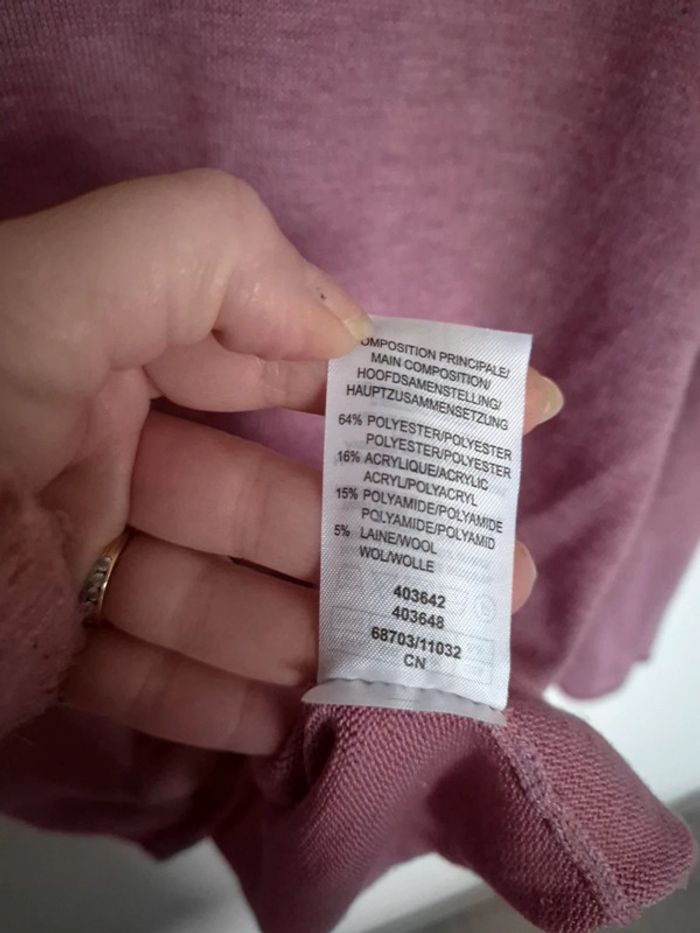 OMPOSITION PRINCIPALE/
MAIN COMPOSITION/
HOOFDSAMENSTELLING/
HAUPTZUSAMMENSETZUNG
64% POLYESTER/POLYESTER
POLYESTER/POLYESTER
16% ACRYLIQUE/ACRYLIC
ACRYL/POLYACRYL
15% POLYAMIDE/POLYAMIDE
POLYAMIDE/POLYAMID
5% LAINE/WOOL
WOL/WOLLE
403642
403648
68703/11032
CN